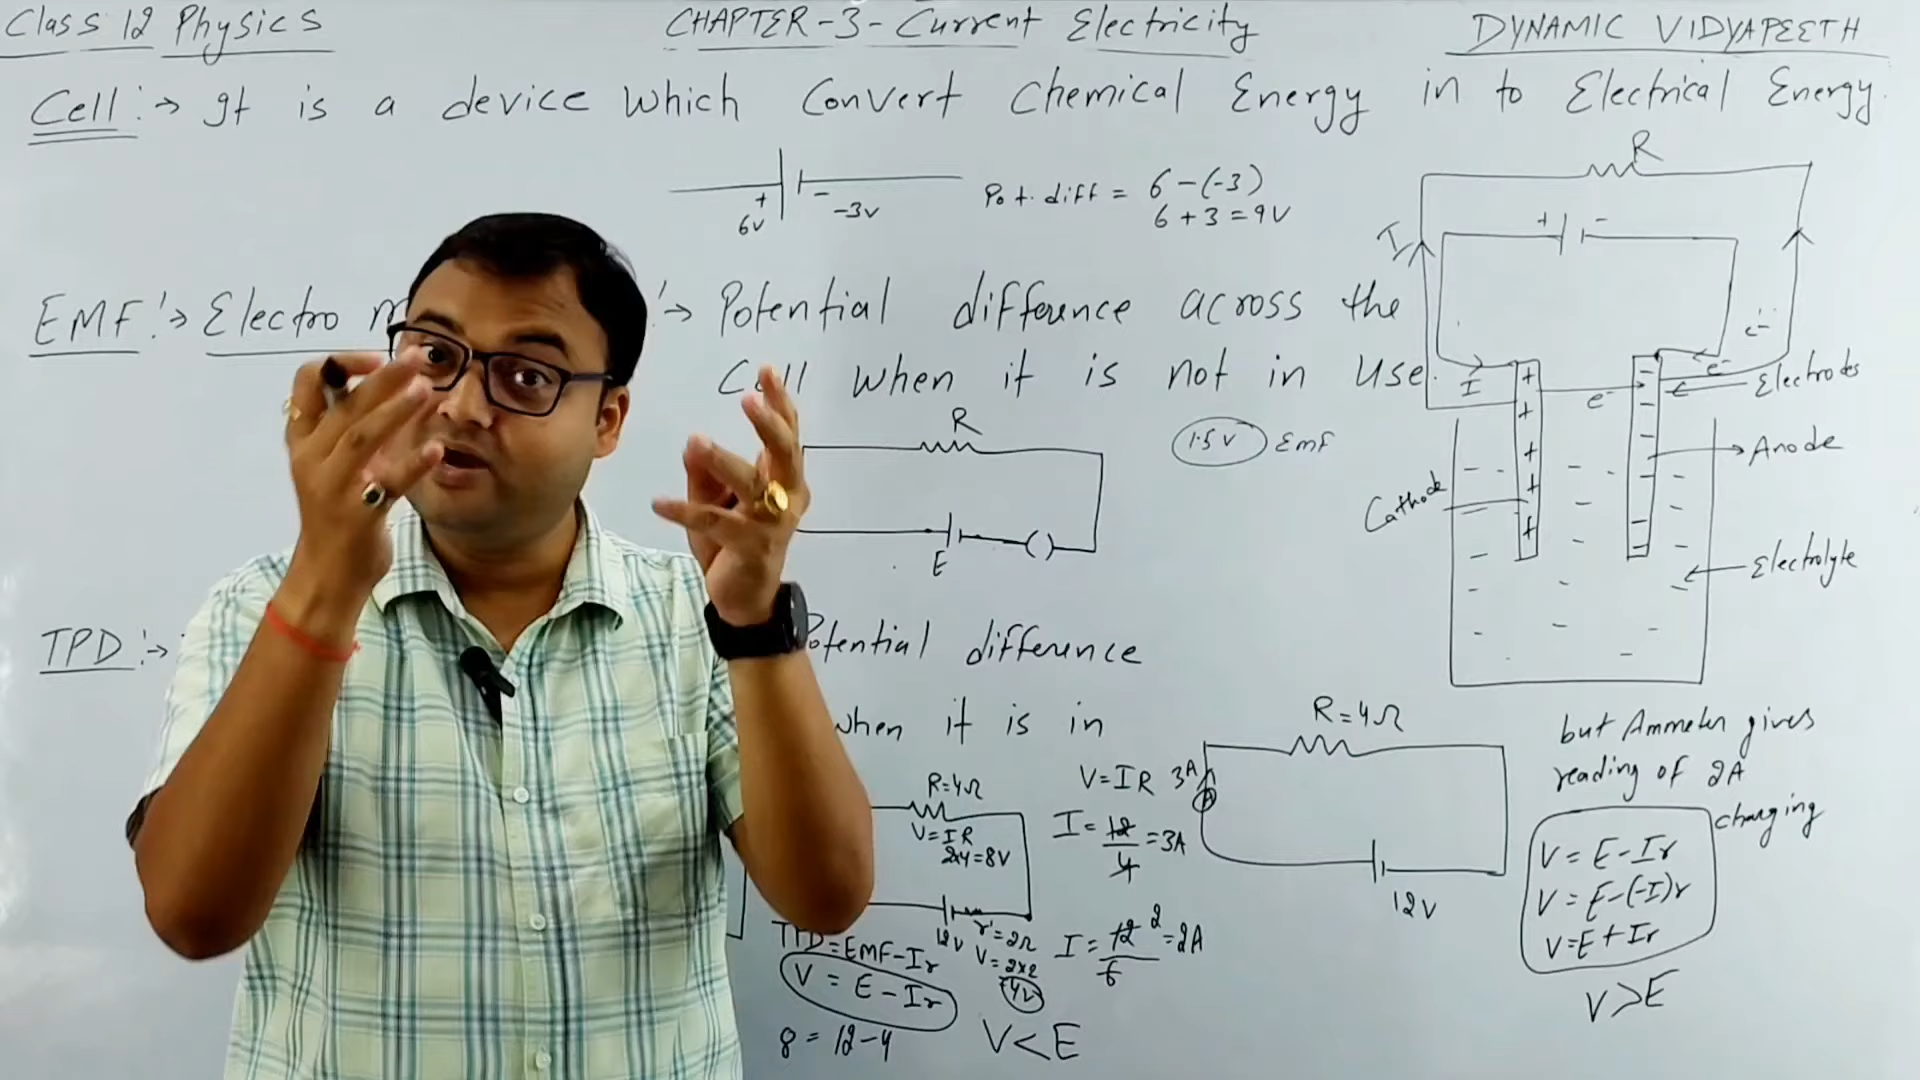 Class 12 Physics
CHAPTER-3- Current Electricity
DYNAMIC VIDYAPEETH
Cell :→ It is a device which convert chemical Energy in to Electrical Energy.
+ -
6V -3V
Pot. diff = 6-(-3)
6+3=9V
R
+ -
I
e-
I
e-
e-
Electrodes
Anode
Cathode
Electrolyte
EMF :→ Electro
:→ Potential difference across the
Cell when it is not in use.
R
E
( )
1.5V Emf
TPD :→
Potential difference
when it is in
R=4Ω
V=IR
2x4=8V
12V
r=2Ω
V=2x2
4V
TPD=EMF-Ir
V = E-Ir
8 = 12-4
V<E
V=IR 3A
I = 12/4 =3A
I = 12/6 2 =2A
R=4Ω
A
12V
but Ammeter gives
reading of 2A
charging
V = E-Ir
V = E-(-I)r
V=E+Ir
V>E